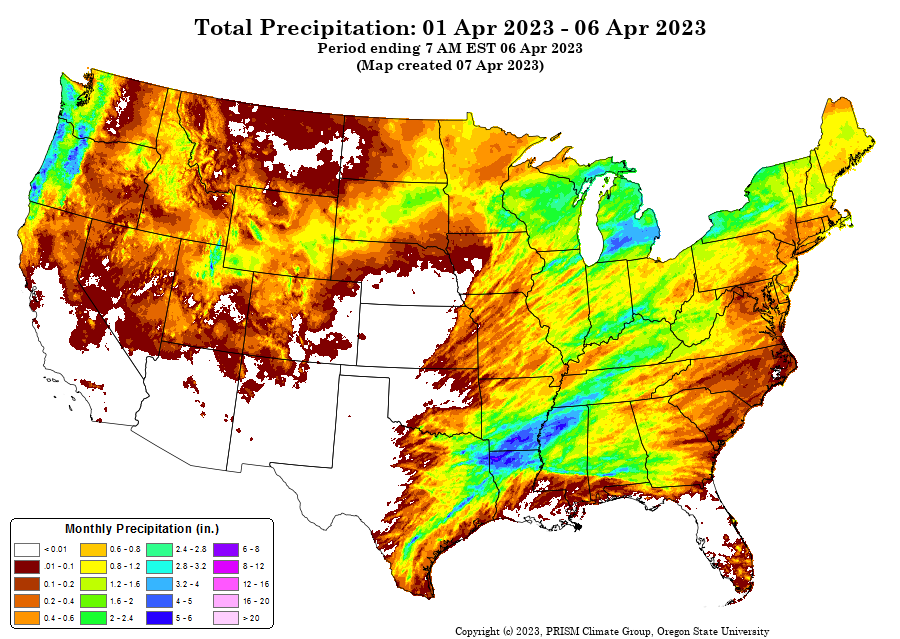 Total Precipitation: 01 Apr 2023 - 06 Apr 2023
Period ending 7 AM EST 06 Apr 2023
(Map created 07 Apr 2023)
Monthly Precipitation (in.)
< 0.01 0.6 - 0.8 2.4 - 2.8 6 - 8
.01 - 0.1 0.8 - 1.2 2.8 - 3.2 8 - 12
0.1 - 0.2 1.2 - 1.6 3.2 - 4 12 - 16
0.2 - 0.4 1.6 - 2 4 - 5 16 - 20
0.4 - 0.6 2 - 2.4 5 - 6 > 20
Copyright (c) 2023, PRISM Climate Group, Oregon State University